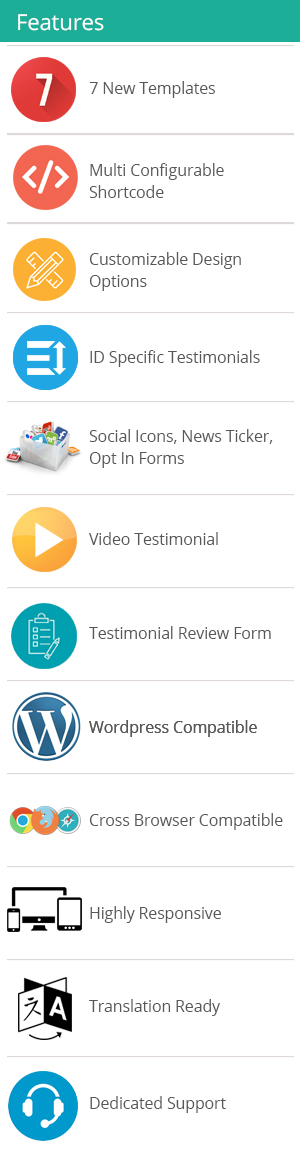 Features
7
7 New Templates
</>
Multi Configurable
Shortcode
Customizable Design
Options
ID Specific Testimonials
Social Icons, News Ticker,
Opt In Forms
Video Testimonial
Testimonial Review Form
W
Wordpress Compatible
Cross Browser Compatible
Highly Responsive
A
Translation Ready
Dedicated Support